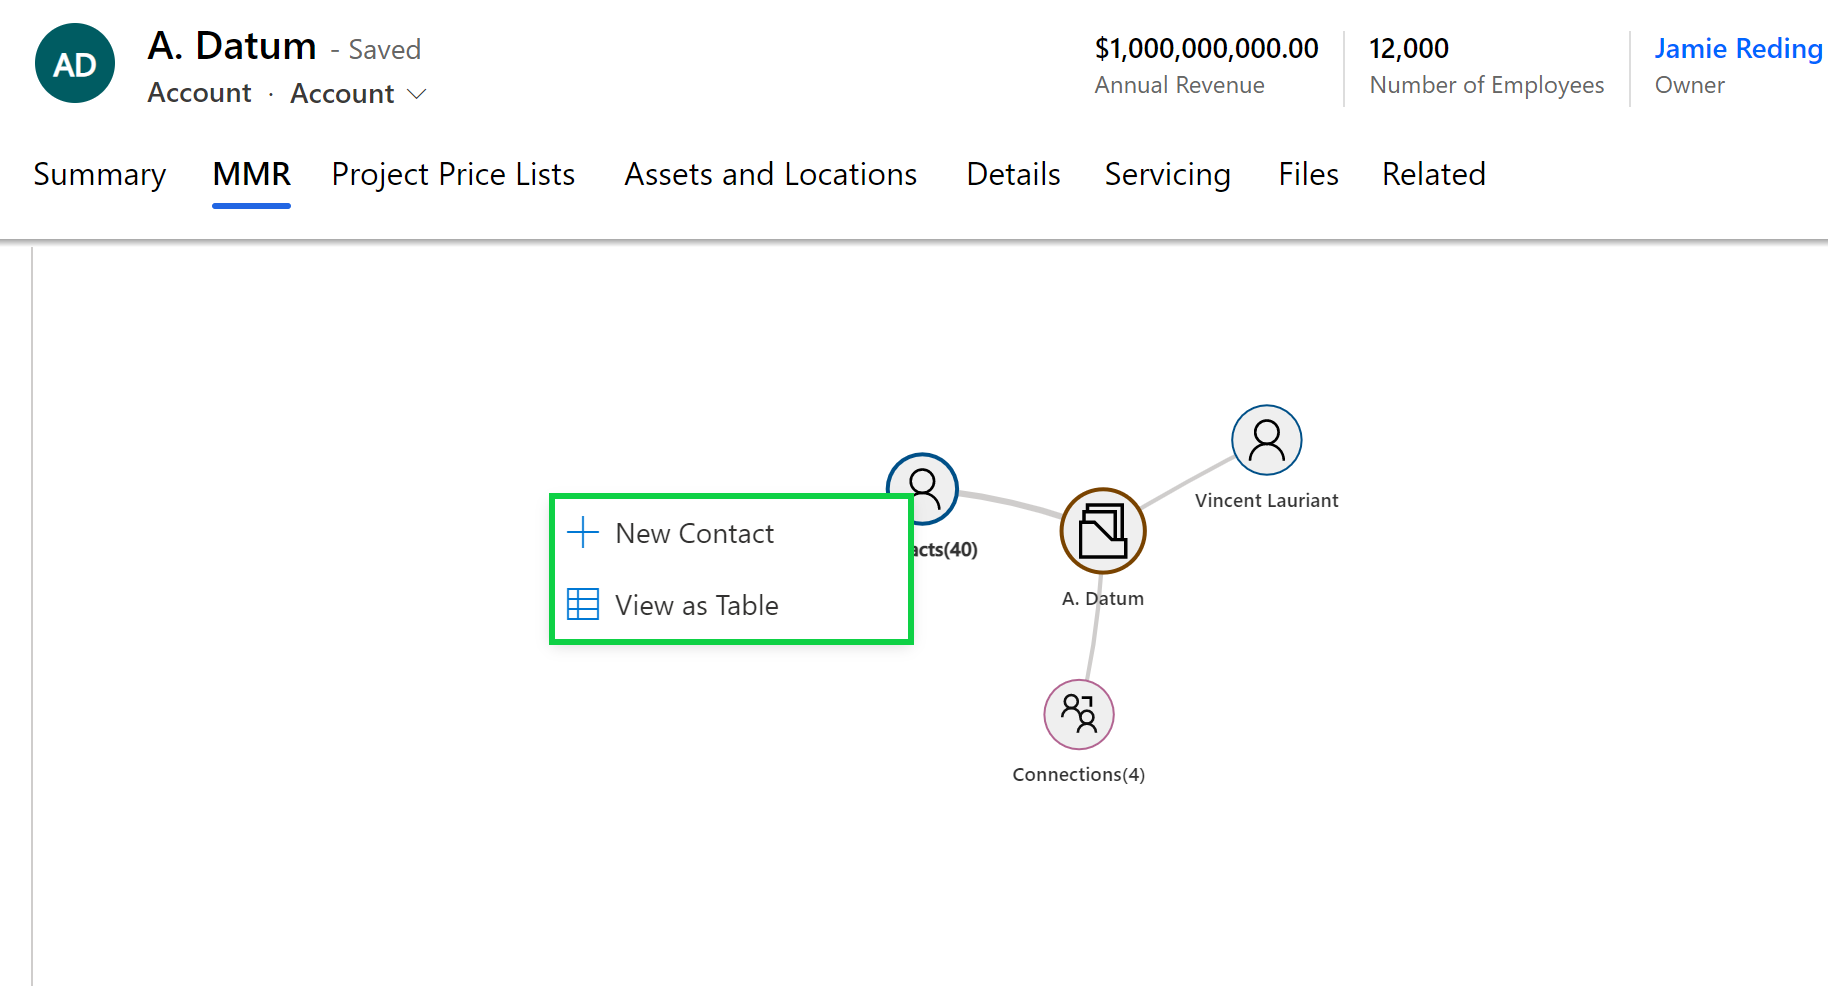 AD
A. Datum - Saved
Account · Account
$1,000,000,000.00
Annual Revenue
12,000
Number of Employees
Jamie Reding
Owner
Summary MMR Project Price Lists Assets and Locations Details Servicing Files Related
Vincent Lauriant
New Contact
acts(40)
View as Table
A. Datum
Connections(4)